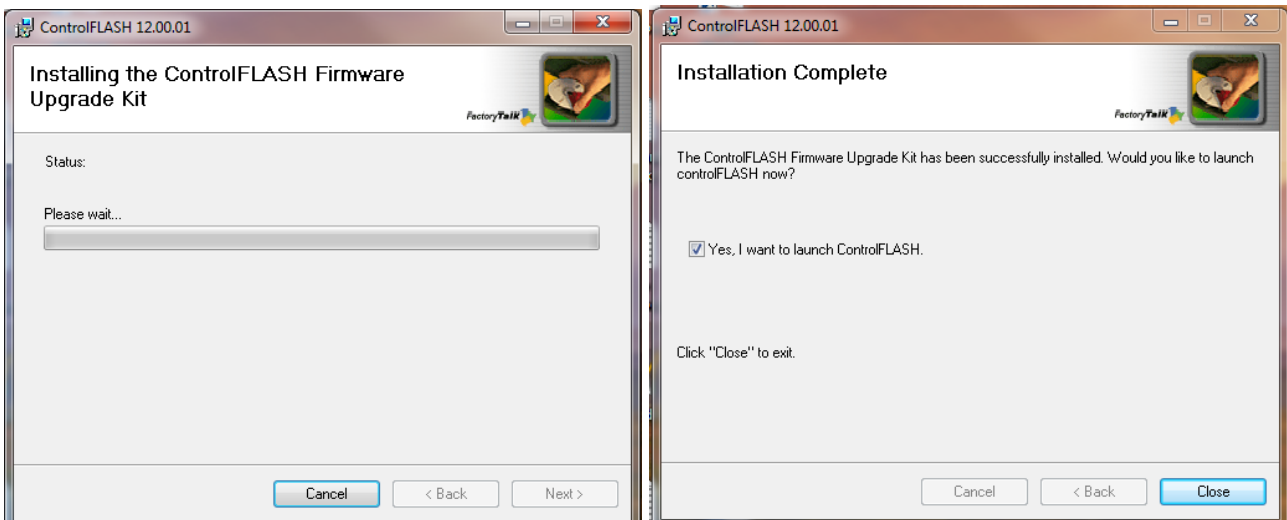 ControlFLASH 12.00.01
Installing the ControlFLASH Firmware
Upgrade Kit
FactoryTalk
Status:
Please wait...
Cancel
< Back
Next >
ControlFLASH 12.00.01
Installation Complete
FactoryTalk
The ControlFLASH Firmware Upgrade Kit has been successfully installed. Would you like to launch
controlFLASH now?
Yes, I want to launch ControlFLASH.
Click "Close" to exit.
Cancel
< Back
Close